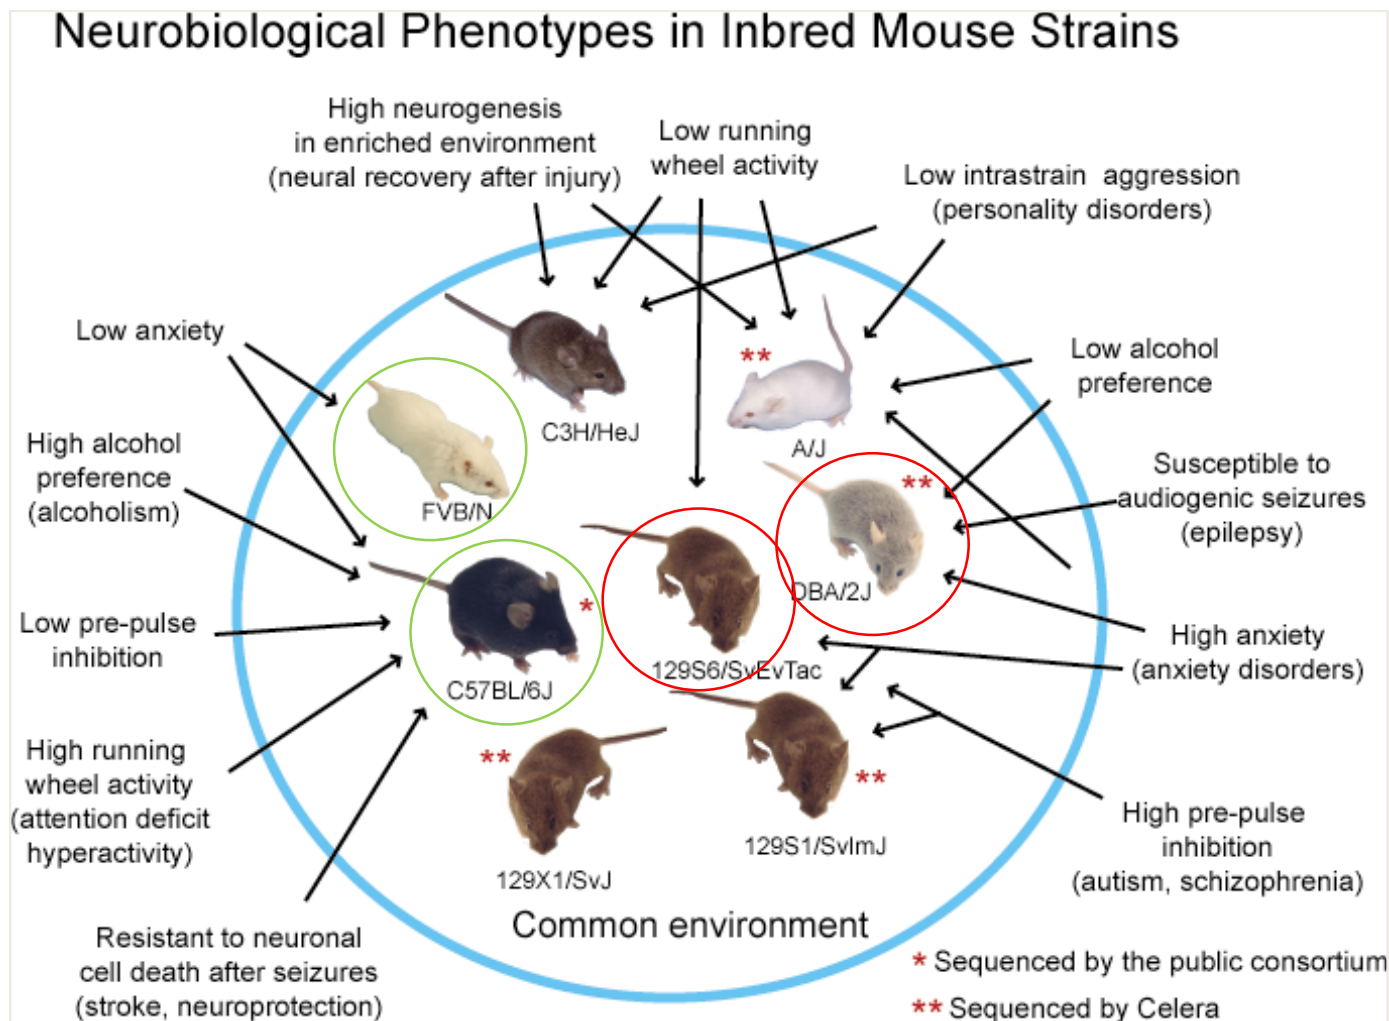 Neurobiological Phenotypes in Inbred Mouse Strains
High neurogenesis
in enriched environment
(neural recovery after injury)
Low running
wheel activity
Low intrastrain aggression
(personality disorders)
Low anxiety
Low alcohol
preference
High alcohol
preference
(alcoholism)
Susceptible to
audiogenic seizures
(epilepsy)
Low pre-pulse
inhibition
High anxiety
(anxiety disorders)
High running
wheel activity
(attention deficit
hyperactivity)
High pre-pulse
inhibition
(autism, schizophrenia)
Resistant to neuronal
cell death after seizures
(stroke, neuroprotection)
C3H/HeJ
**
A/J
FVB/N
**
DBA/2J
*
C57BL/6J
129S6/SvEvTac
**
129X1/SvJ
**
129S1/SvImJ
Common environment
* Sequenced by the public consortium
** Sequenced by Celera